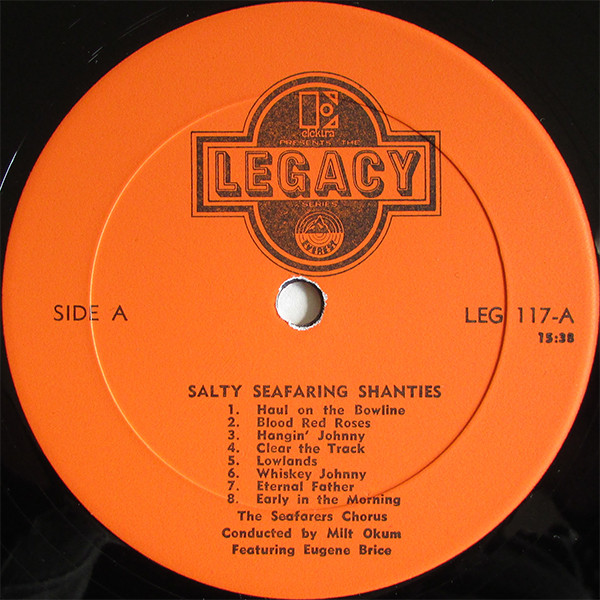 elektra
PRESENTS THE
LEGACY
SERIES
EVEREST
SIDE A
LEG 117-A
15:38
SALTY SEAFARING SHANTIES
1. Haul on the Bowline
2. Blood Red Roses
3. Hangin' Johnny
4. Clear the Track
5. Lowlands
6. Whiskey Johnny
7. Eternal Father
8. Early in the Morning
The Seafarers Chorus
Conducted by Milt Okum
Featuring Eugene Brice